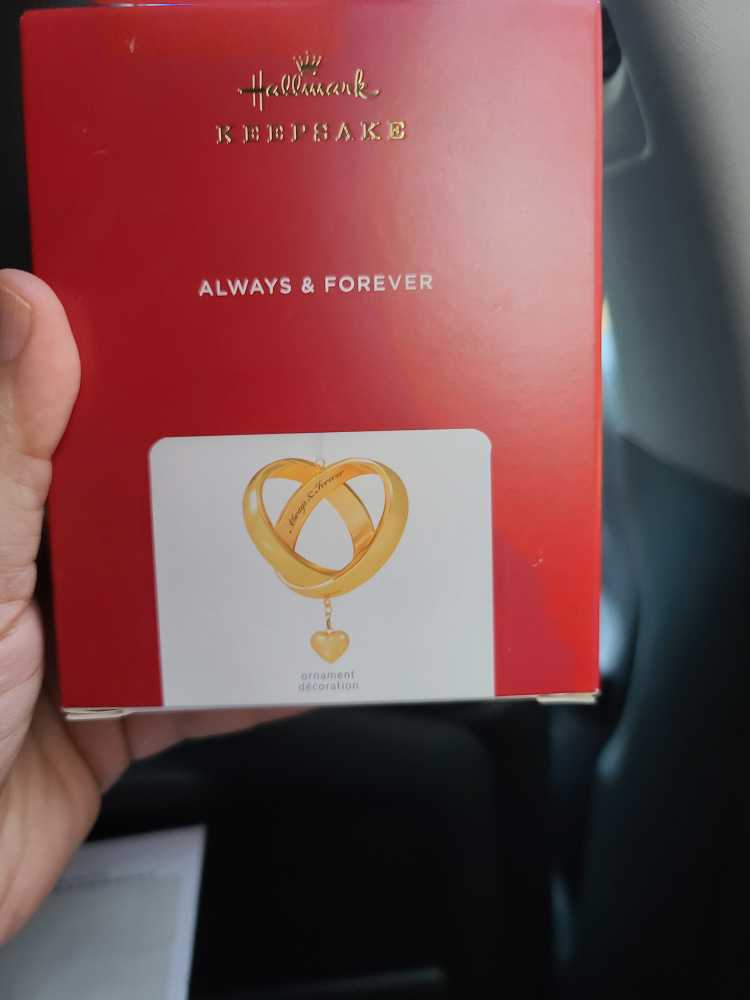 Hallmark
KEEPSAKE
ALWAYS & FOREVER
Always & Forever
ornament
décoration